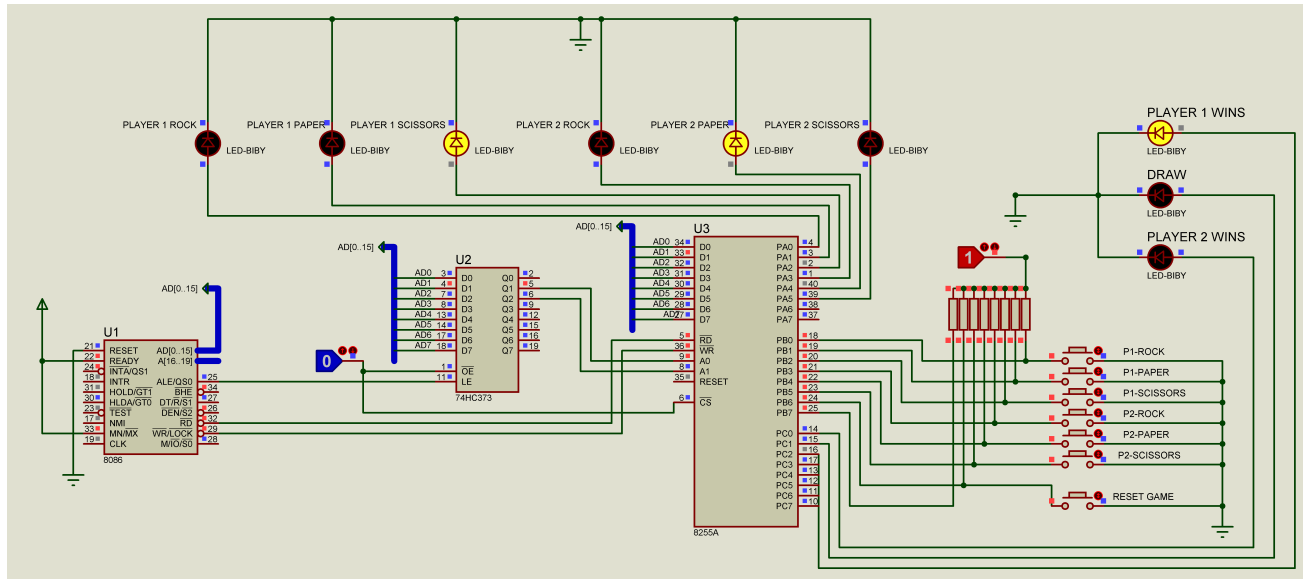 PLAYER 1 ROCK
LED-BIBY
PLAYER 1 PAPER
LED-BIBY
PLAYER 1 SCISSORS
LED-BIBY
PLAYER 2 ROCK
LED-BIBY
PLAYER 2 PAPER
LED-BIBY
PLAYER 2 SCISSORS
LED-BIBY
PLAYER 1 WINS
LED-BIBY
DRAW
LED-BIBY
PLAYER 2 WINS
LED-BIBY
U1
21 RESET AD[0..15]
22 READY A[16..19]
24 INTA/QS1
18 INTR ALE/QS0 25
31 HOLD/GT1 BHE 34
30 HLDA/GT0 DT/R/S1 27
23 TEST DEN/S2 26
17 NMI RD 32
33 MN/MX WR/LOCK 29
19 CLK M/IO/S0 28
8086
AD[0..15]
0
AD[0..15]
U2
AD0 3 D0 Q0 2
AD1 4 D1 Q1 5
AD2 7 D2 Q2 6
AD3 8 D3 Q3 9
AD4 13 D4 Q4 12
AD5 14 D5 Q5 15
AD6 17 D6 Q6 16
AD7 18 D7 Q7 19
1 OE
11 LE
74HC373
AD[0..15]
U3
AD0 34 D0 PA0 4
AD1 33 D1 PA1 3
AD2 32 D2 PA2 2
AD3 31 D3 PA3 1
AD4 30 D4 PA4 40
AD5 29 D5 PA5 39
AD6 28 D6 PA6 38
AD7 27 D7 PA7 37
5 RD PB0 18
36 WR PB1 19
9 A0 PB2 20
8 A1 PB3 21
35 RESET PB4 22
PB5 23
6 CS PB6 24
PB7 25
PC0 14
PC1 15
PC2 16
PC3 17
PC4 13
PC5 12
PC6 11
PC7 10
8255A
1
P1-ROCK
P1-PAPER
P1-SCISSORS
P2-ROCK
P2-PAPER
P2-SCISSORS
RESET GAME